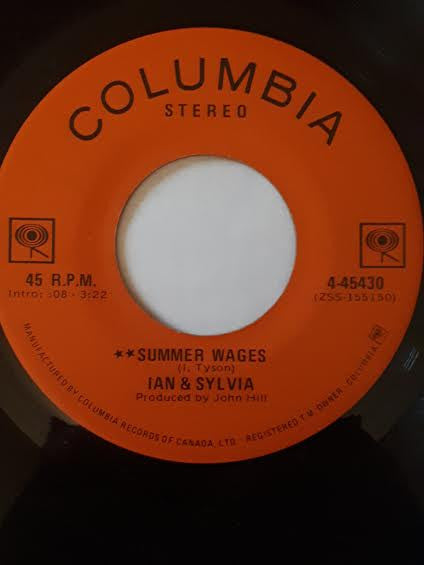 COLUMBIA
STEREO
45 R.P.M.
Intro: :08 - 3:22
4-45430
(ZSS-155150)
**SUMMER WAGES
(I. Tyson)
IAN & SYLVIA
Produced by John Hill
MANUFACTURED BY COLUMBIA RECORDS OF CANADA, LTD. · REGISTERED T.M. OWNER · COLUMBIA